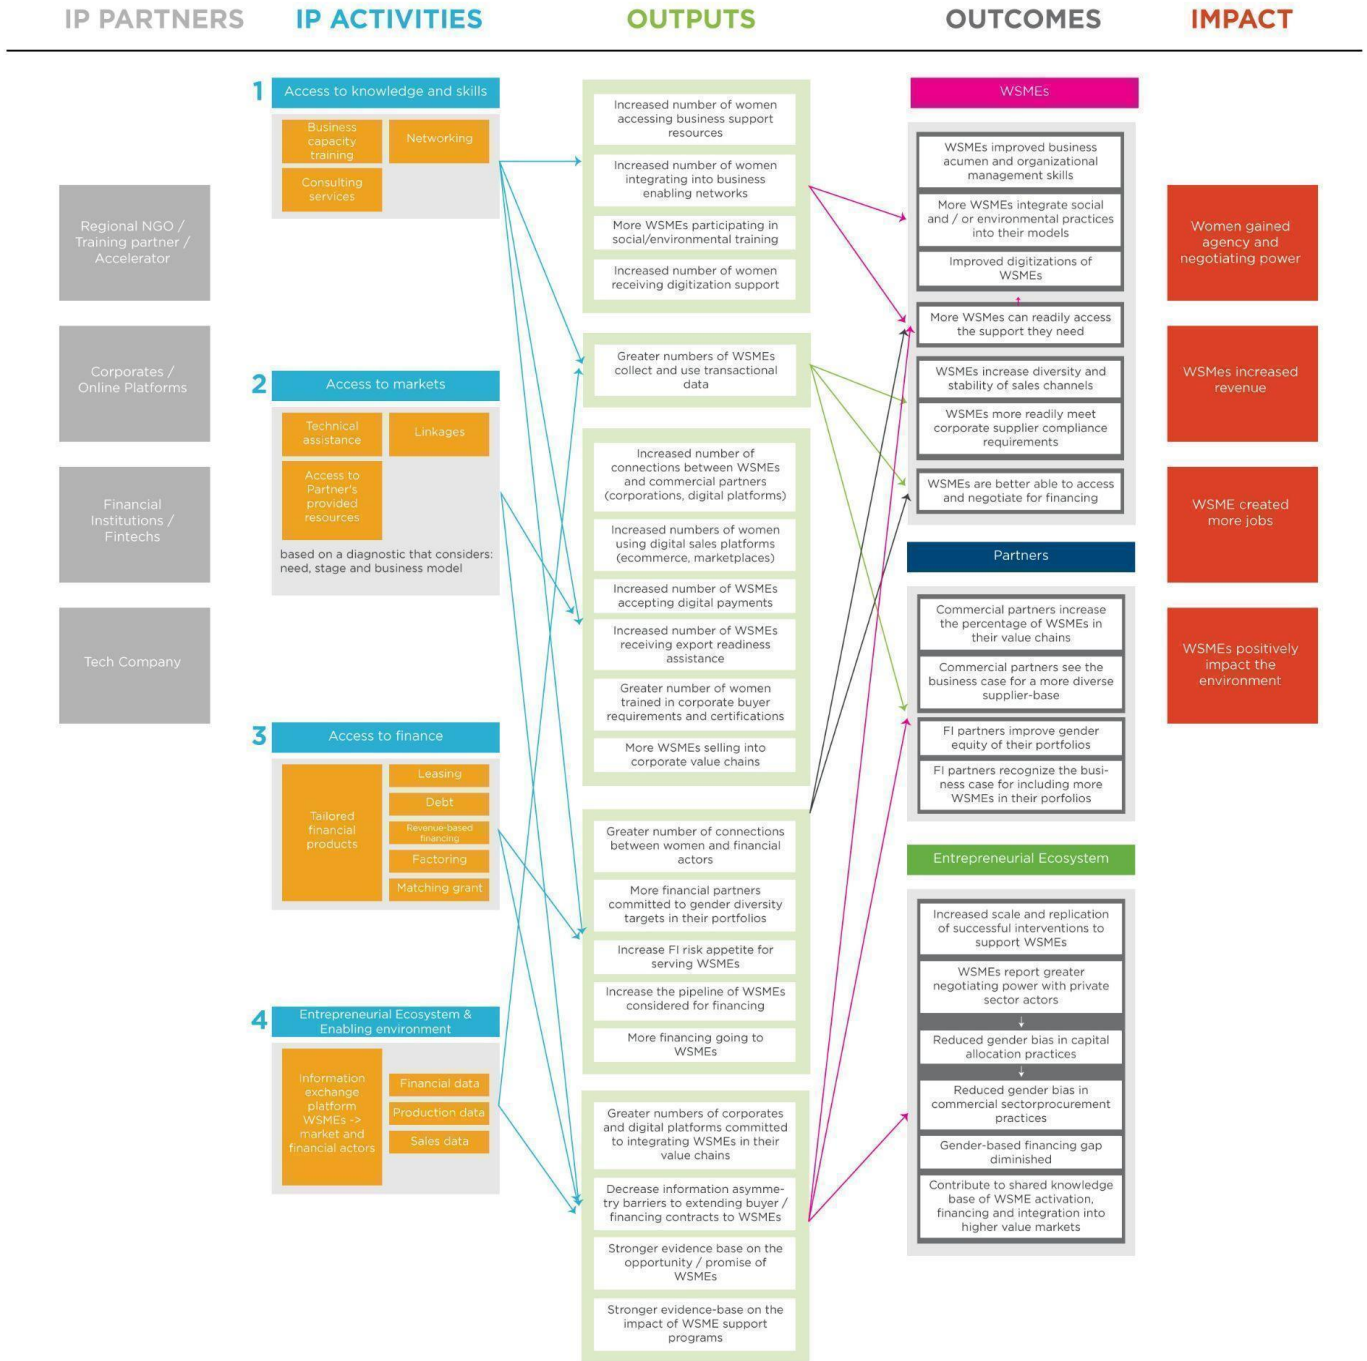 IP PARTNERS
IP ACTIVITIES
OUTPUTS
OUTCOMES
IMPACT
Regional NGO /
Training partner /
Accelerator
Corporates /
Online Platforms
Financial
Institutions /
Fintechs
Tech Company
1
Access to knowledge and skills
Business
capacity
training
Networking
Consulting
services
2
Access to markets
Technical
assistance
Linkages
Access to
Partner's
provided
resources
based on a diagnostic that considers:
need, stage and business model
3
Access to finance
Tailored
financial
products
Leasing
Debt
Revenue-based
financing
Factoring
Matching grant
4
Entrepreneurial Ecosystem &
Enabling environment
Information
exchange
platform
WSMEs ->
market and
financial actors
Financial data
Production data
Sales data
Increased number of women
accessing business support
resources
Increased number of women
integrating into business
enabling networks
More WSMEs participating in
social/environmental training
Increased number of women
receiving digitization support
Greater numbers of WSMEs
collect and use transactional
data
Increased number of
connections between WSMEs
and commercial partners
(corporations, digital platforms)
Increased numbers of women
using digital sales platforms
(ecommerce, marketplaces)
Increased number of WSMEs
accepting digital payments
Increased number of WSMEs
receiving export readiness
assistance
Greater number of women
trained in corporate buyer
requirements and certifications
More WSMEs selling into
corporate value chains
Greater number of connections
between women and financial
actors
More financial partners
committed to gender diversity
targets in their portfolios
Increase FI risk appetite for
serving WSMEs
Increase the pipeline of WSMEs
considered for financing
More financing going to
WSMEs
Greater numbers of corporates
and digital platforms committed
to integrating WSMEs in their
value chains
Decrease information asymme-
try barriers to extending buyer /
financing contracts to WSMEs
Stronger evidence base on the
opportunity / promise of
WSMEs
Stronger evidence-base on the
impact of WSME support
programs
WSMEs
WSMEs improved business
acumen and organizational
management skills
More WSMEs integrate social
and / or environmental practices
into their models
Improved digitizations of
WSMEs
More WSMes can readily access
the support they need
WSMEs increase diversity and
stability of sales channels
WSMEs more readily meet
corporate supplier compliance
requirements
WSMEs are better able to access
and negotiate for financing
Partners
Commercial partners increase
the percentage of WSMEs in
their value chains
Commercial partners see the
business case for a more diverse
supplier-base
FI partners improve gender
equity of their portfolios
FI partners recognize the busi-
ness case for including more
WSMEs in their porfolios
Entrepreneurial Ecosystem
Increased scale and replication
of successful interventions to
support WSMEs
WSMEs report greater
negotiating power with private
sector actors
Reduced gender bias in capital
allocation practices
Reduced gender bias in
commercial sectorprocurement
practices
Gender-based financing gap
diminished
Contribute to shared knowledge
base of WSME activation,
financing and integration into
higher value markets
Women gained
agency and
negotiating power
WSMes increased
revenue
WSME created
more jobs
WSMEs positively
impact the
environment